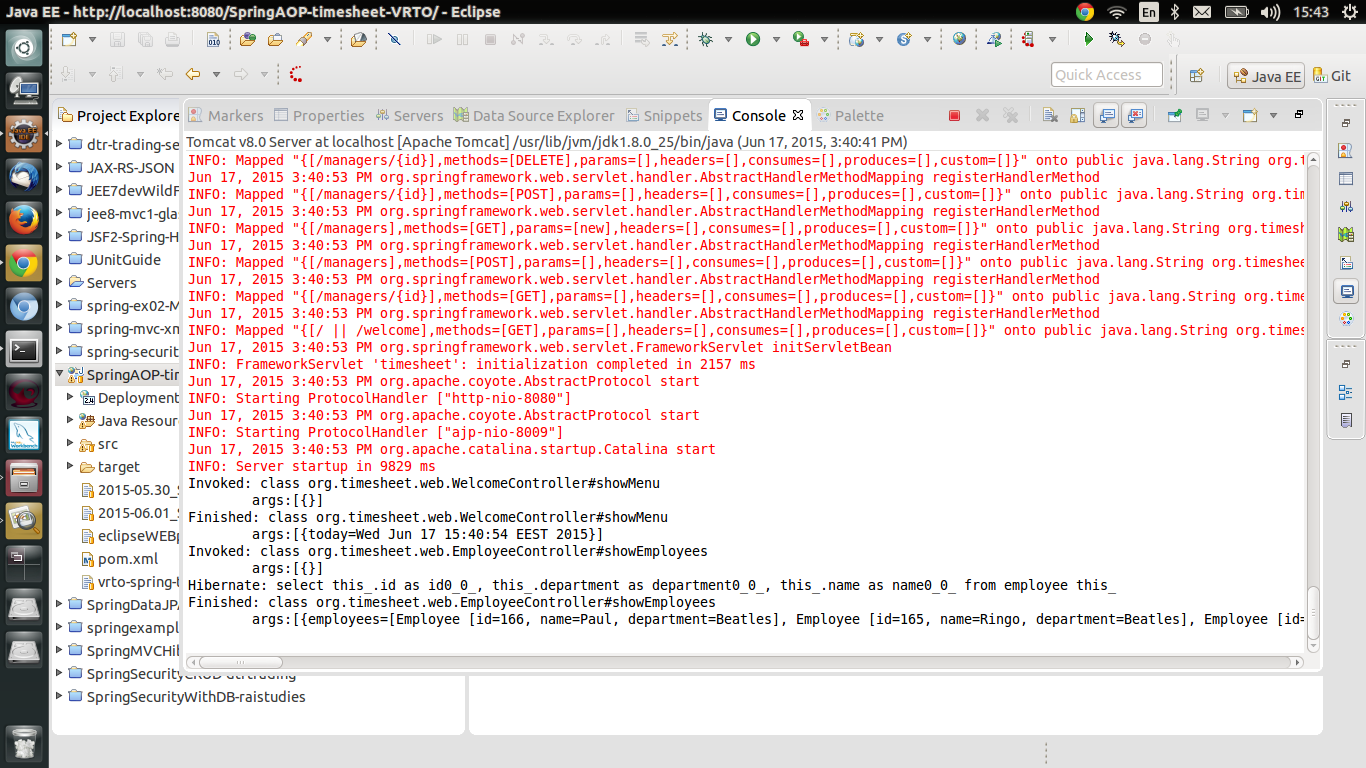 Java EE - http://localhost:8080/SpringAOP-timesheet-VRTO/ - Eclipse
En
15:43
Quick Access
Java EE
Git
Project Explore
Markers
Properties
Servers
Data Source Explorer
Snippets
Console
Palette
Tomcat v8.0 Server at localhost [Apache Tomcat] /usr/lib/jvm/jdk1.8.0_25/bin/java (Jun 17, 2015, 3:40:41 PM)
INFO: Mapped "{[/managers/{id}],methods=[DELETE],params=[],headers=[],consumes=[],produces=[],custom=[]}" onto public java.lang.String org.t
Jun 17, 2015 3:40:53 PM org.springframework.web.servlet.handler.AbstractHandlerMethodMapping registerHandlerMethod
INFO: Mapped "{[/managers/{id}],methods=[POST],params=[],headers=[],consumes=[],produces=[],custom=[]}" onto public java.lang.String org.time
Jun 17, 2015 3:40:53 PM org.springframework.web.servlet.handler.AbstractHandlerMethodMapping registerHandlerMethod
INFO: Mapped "{[/managers],methods=[GET],params=[new],headers=[],consumes=[],produces=[],custom=[]}" onto public java.lang.String org.timesh
Jun 17, 2015 3:40:53 PM org.springframework.web.servlet.handler.AbstractHandlerMethodMapping registerHandlerMethod
INFO: Mapped "{[/managers],methods=[POST],params=[],headers=[],consumes=[],produces=[],custom=[]}" onto public java.lang.String org.timeshee
Jun 17, 2015 3:40:53 PM org.springframework.web.servlet.handler.AbstractHandlerMethodMapping registerHandlerMethod
INFO: Mapped "{[/managers/{id}],methods=[GET],params=[],headers=[],consumes=[],produces=[],custom=[]}" onto public java.lang.String org.time
Jun 17, 2015 3:40:53 PM org.springframework.web.servlet.handler.AbstractHandlerMethodMapping registerHandlerMethod
INFO: Mapped "{[/ || /welcome],methods=[GET],params=[],headers=[],consumes=[],produces=[],custom=[]}" onto public java.lang.String org.times
Jun 17, 2015 3:40:53 PM org.springframework.web.servlet.FrameworkServlet initServletBean
INFO: FrameworkServlet 'timesheet': initialization completed in 2157 ms
Jun 17, 2015 3:40:53 PM org.apache.coyote.AbstractProtocol start
INFO: Starting ProtocolHandler ["http-nio-8080"]
Jun 17, 2015 3:40:53 PM org.apache.coyote.AbstractProtocol start
INFO: Starting ProtocolHandler ["ajp-nio-8009"]
Jun 17, 2015 3:40:53 PM org.apache.catalina.startup.Catalina start
INFO: Server startup in 9829 ms
Invoked: class org.timesheet.web.WelcomeController#showMenu
args:[{}]
Finished: class org.timesheet.web.WelcomeController#showMenu
args:[{today=Wed Jun 17 15:40:54 EEST 2015}]
Invoked: class org.timesheet.web.EmployeeController#showEmployees
args:[{}]
Hibernate: select this_.id as id0_0_, this_.department as department0_0_, this_.name as name0_0_ from employee this_
Finished: class org.timesheet.web.EmployeeController#showEmployees
args:[{employees=[Employee [id=166, name=Paul, department=Beatles], Employee [id=165, name=Ringo, department=Beatles], Employee [id=
dtr-trading-se
JAX-RS-JSON
JEE7devWildF
jee8-mvc1-gla
JSF2-Spring-H
JUnitGuide
Servers
spring-ex02-M
spring-mvc-xm
spring-securit
SpringAOP-tin
Deployment
Java Resour
src
target
2015-05.30_S
2015-06.01_S
eclipseWEBp
pom.xml
vrto-spring-t
SpringDataJPA
springexampl
SpringMVCHil
SpringSecurityCRUD-dtrtrading
SpringSecurityWithDB-raistudies